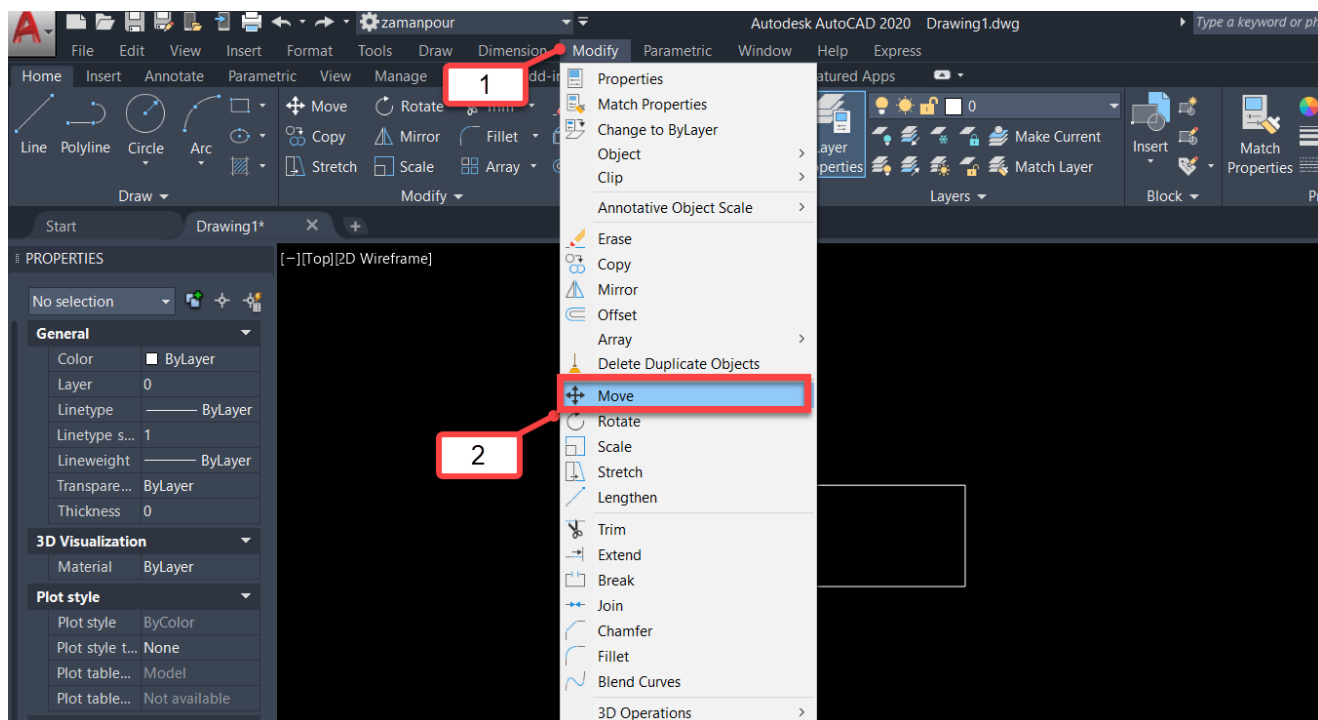 zamanpour
Autodesk AutoCAD 2020 Drawing1.dwg
Type a keyword or ph
File Edit View Insert Format Tools Draw Dimension Modify Parametric Window Help Express
Home Insert Annotate Parametric View Manage dd-i atured Apps
1
Line Polyline Circle Arc
Move Rotate Trim
Copy Mirror Fillet
Stretch Scale Array
ayer
operties
0
Make Current
Match Layer
Insert
Match
Properties
Draw Modify Layers Block P
Start Drawing1* +
PROPERTIES
No selection
General
Color ByLayer
Layer 0
Linetype ByLayer
Linetype s... 1
Lineweight ByLayer
Transpare... ByLayer
Thickness 0
3D Visualization
Material ByLayer
Plot style
Plot style ByColor
Plot style t... None
Plot table... Model
Plot table... Not available
[−][Top][2D Wireframe]
Properties
Match Properties
Change to ByLayer
Object
Clip
Annotative Object Scale
Erase
Copy
Mirror
Offset
Array
Delete Duplicate Objects
Move
Rotate
2
Scale
Stretch
Lengthen
Trim
Extend
Break
Join
Chamfer
Fillet
Blend Curves
3D Operations